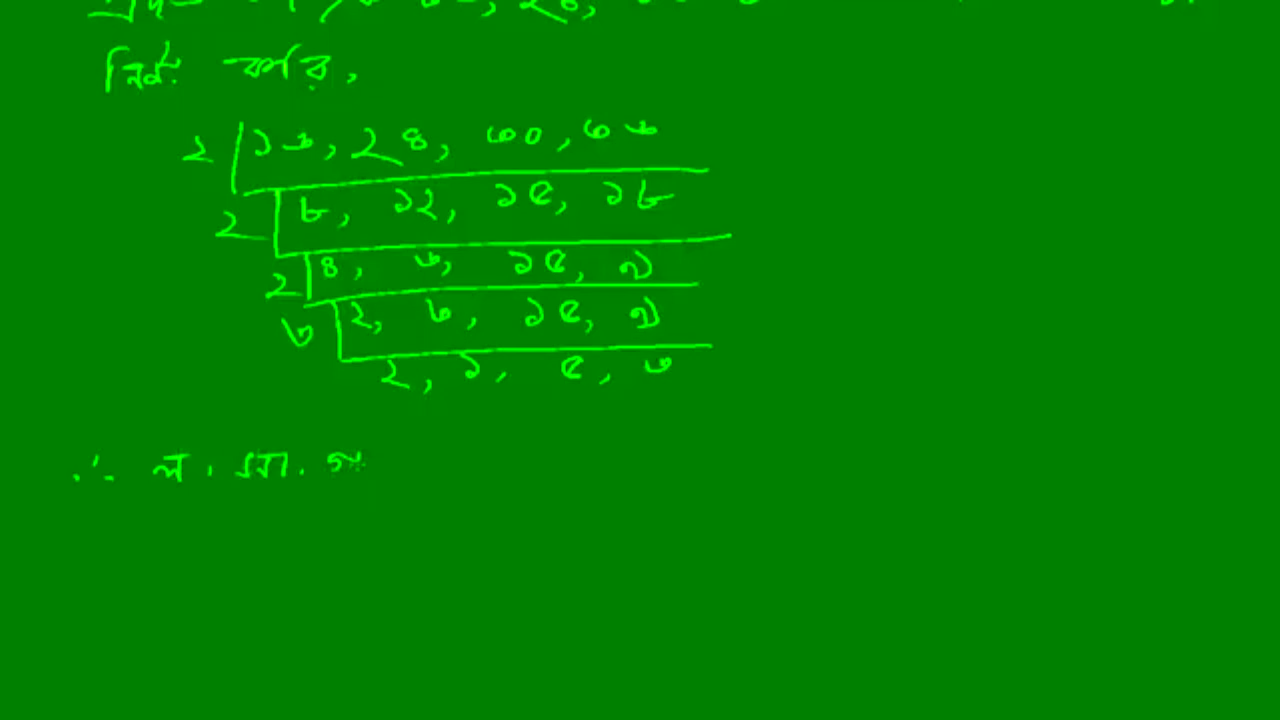 নির্ণয় করি,
২ | ১৬, ২৪, ৩০, ৩৬
২ | ৮, ১২, ১৫, ১৮
২ | ৪, ৬, ১৫, ৯
৩ | ২, ৩, ১৫, ৯
২, ১, ৫, ৩
∴ ল. সা. গু.